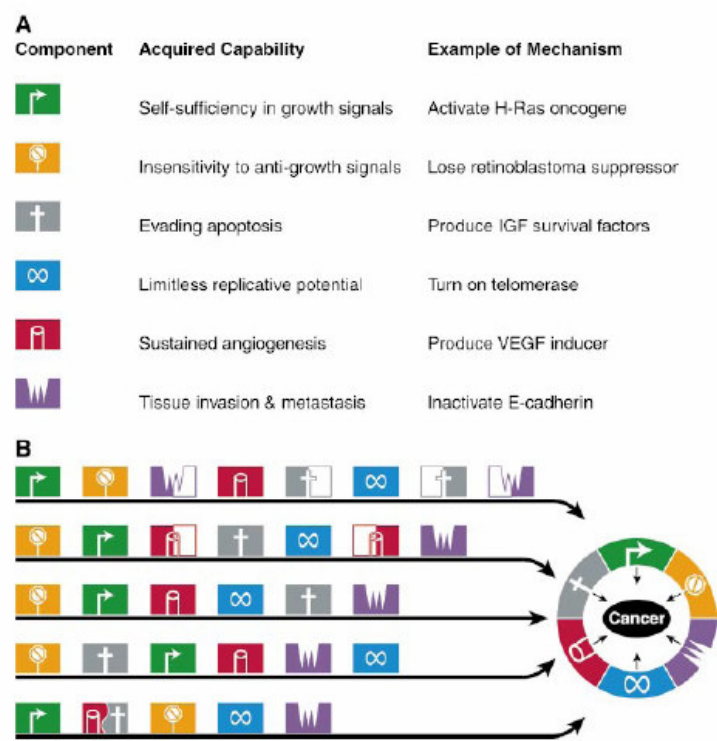 A
Component Acquired Capability Example of Mechanism
Self-sufficiency in growth signals Activate H-Ras oncogene
Insensitivity to anti-growth signals Lose retinoblastoma suppressor
Evading apoptosis Produce IGF survival factors
Limitless replicative potential Turn on telomerase
Sustained angiogenesis Produce VEGF inducer
Tissue invasion & metastasis Inactivate E-cadherin
B
Cancer